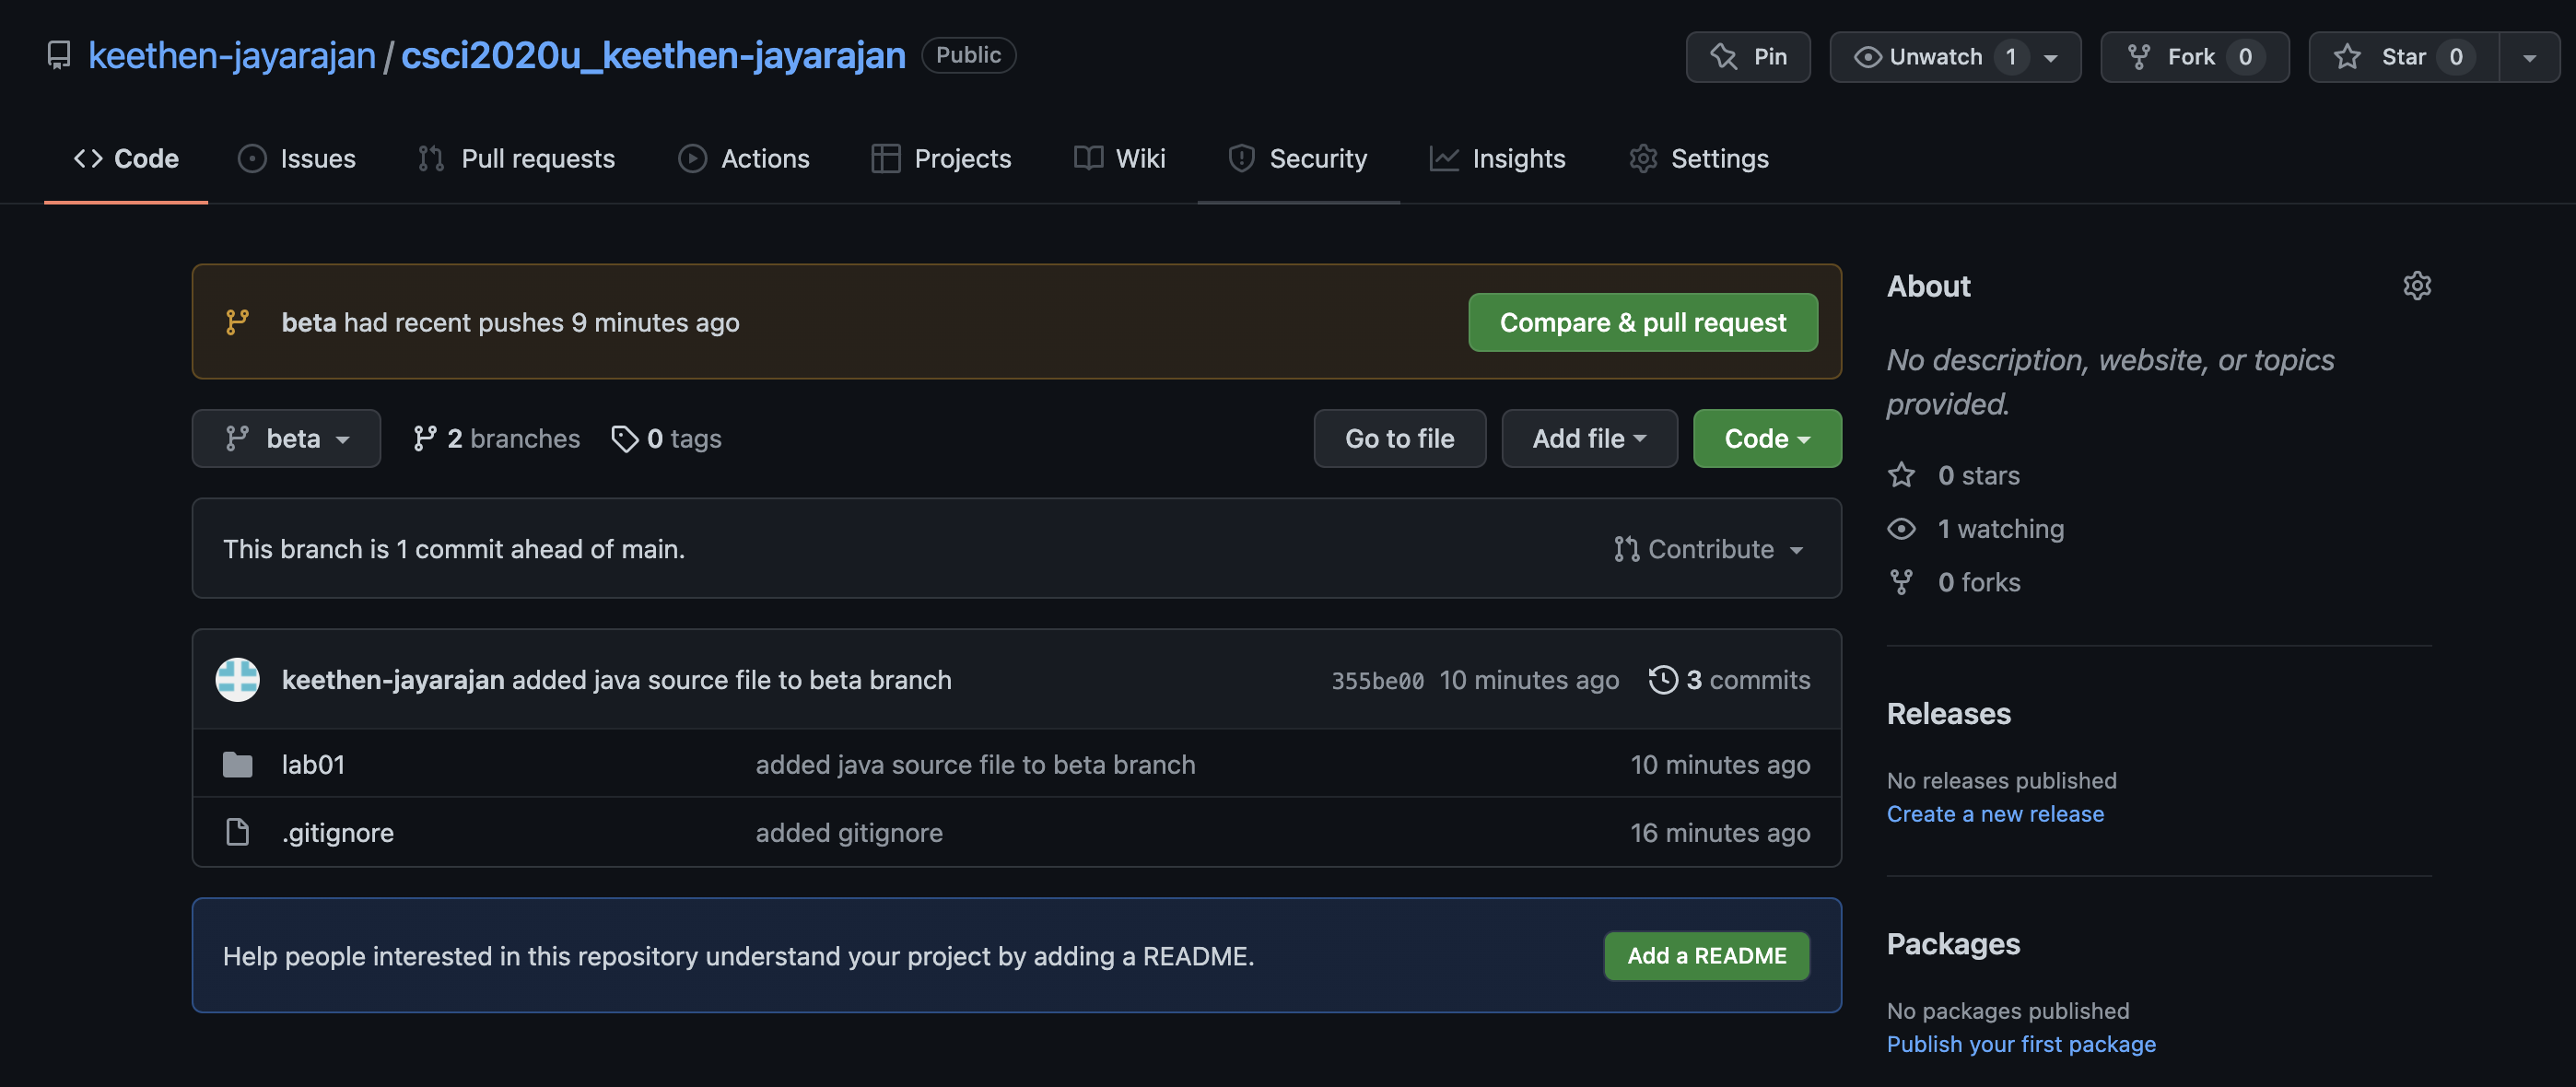 keethen-jayarajan / csci2020u_keethen-jayarajan Public
Pin Unwatch 1 Fork 0 Star 0
Code Issues Pull requests Actions Projects Wiki Security Insights Settings
beta had recent pushes 9 minutes ago Compare & pull request
beta 2 branches 0 tags Go to file Add file Code
This branch is 1 commit ahead of main. Contribute
keethen-jayarajan added java source file to beta branch 355be00 10 minutes ago 3 commits
lab01 added java source file to beta branch 10 minutes ago
.gitignore added gitignore 16 minutes ago
Help people interested in this repository understand your project by adding a README. Add a README
About
No description, website, or topics
provided.
0 stars
1 watching
0 forks
Releases
No releases published
Create a new release
Packages
No packages published
Publish your first package